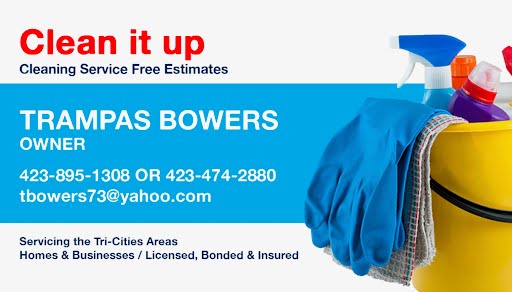 Clean it up
Cleaning Service Free Estimates
TRAMPAS BOWERS
OWNER
423-895-1308 OR 423-474-2880
tbowers73@yahoo.com
Servicing the Tri-Cities Areas
Homes & Businesses / Licensed, Bonded & Insured